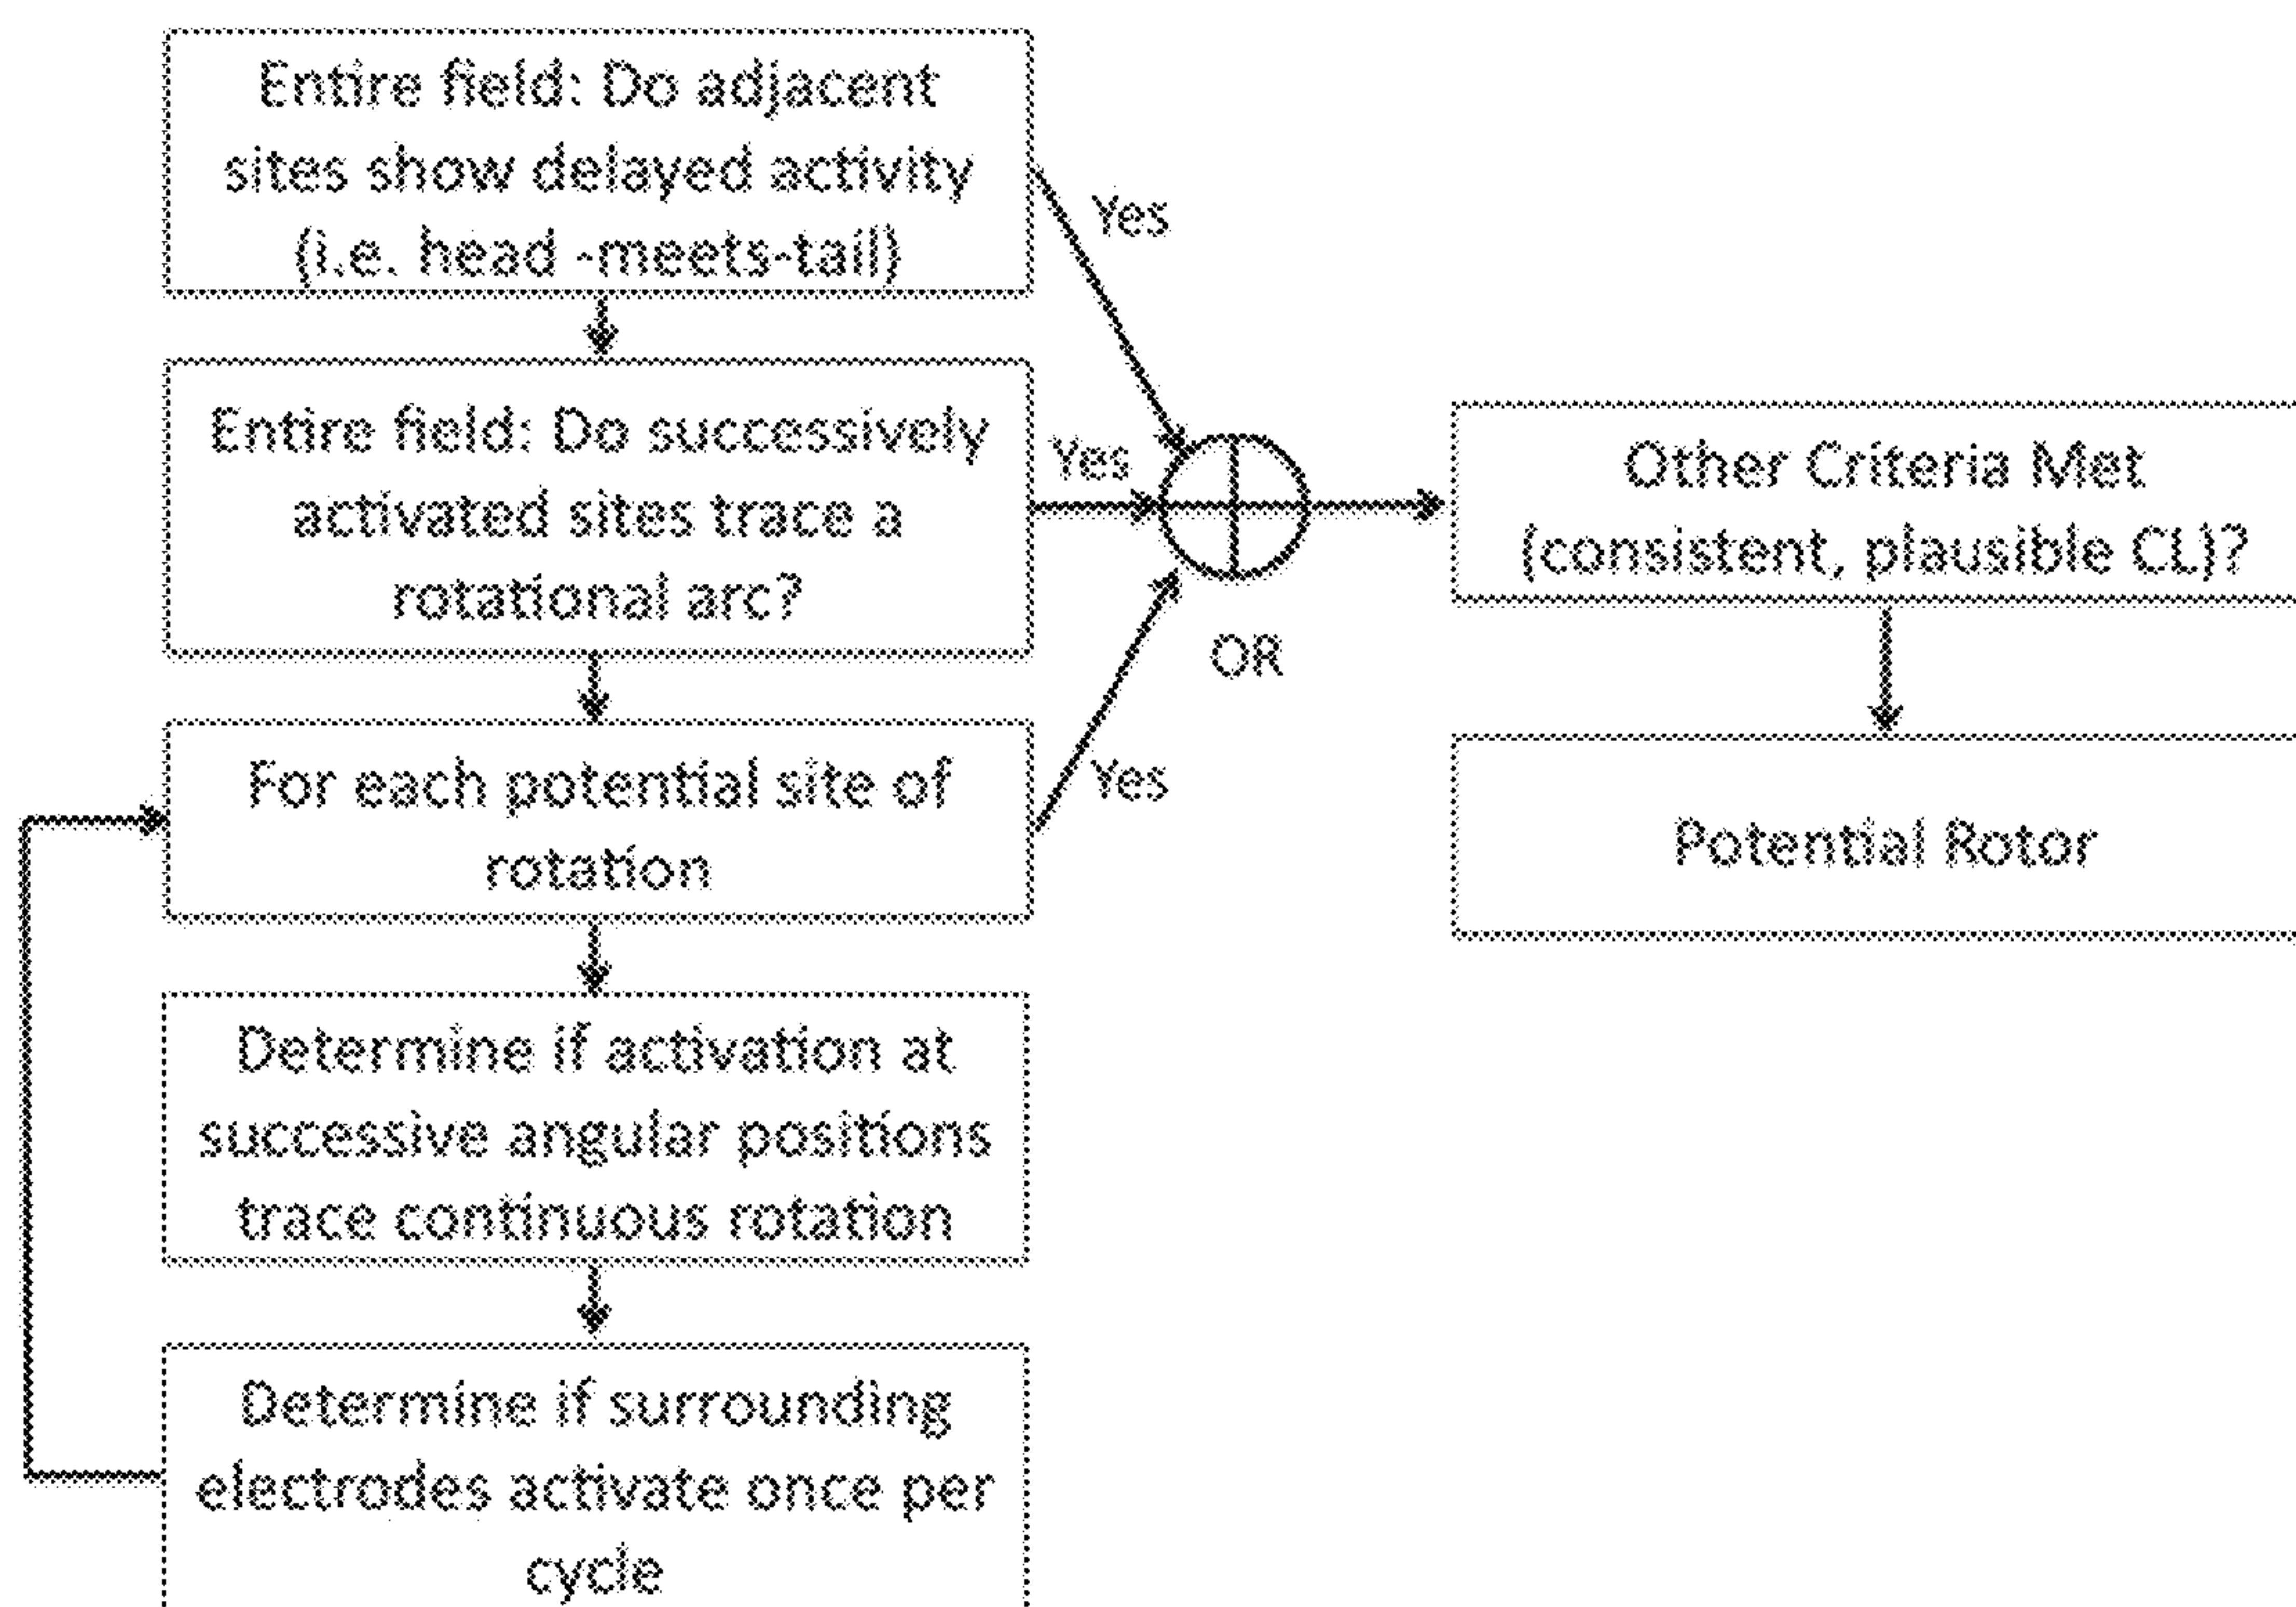 Entire field: Do adjacent
sites show delayed activity
(i.e. head -meets-tail)
Yes
Entire field: Do successively
activated sites trace a
rotational arc?
Yes
OR
For each potential site of
rotation
Yes
Determine if activation at
successive angular positions
trace continuous rotation
Determine if surrounding
electrodes activate once per
cycle
Other Criteria Met
(consistent, plausible CL)?
Potential Rotor